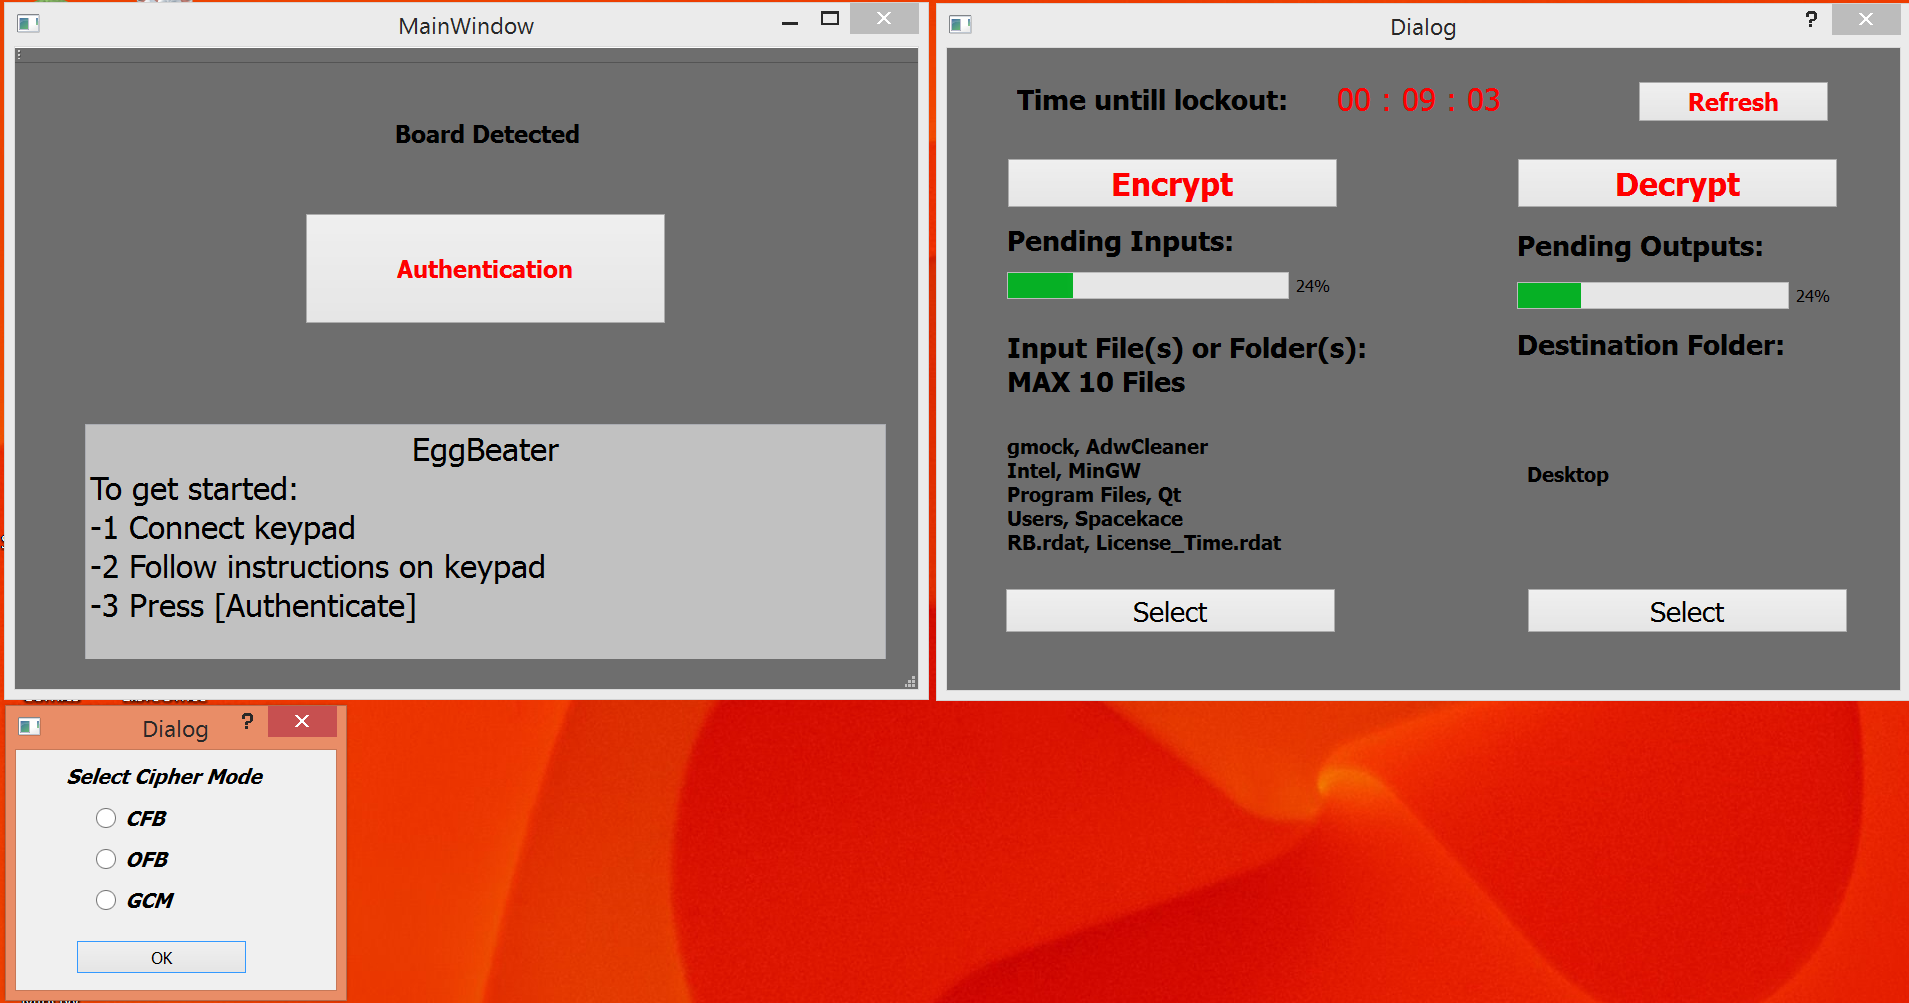 MainWindow
Board Detected
Authentication
EggBeater
To get started:
-1 Connect keypad
-2 Follow instructions on keypad
-3 Press [Authenticate]
Dialog
?
Time untill lockout: 00 : 09 : 03
Refresh
Encrypt
Decrypt
Pending Inputs:
24%
Pending Outputs:
24%
Input File(s) or Folder(s):
MAX 10 Files
Destination Folder:
gmock, AdwCleaner
Intel, MinGW
Program Files, Qt
Users, Spacekace
RB.rdat, License_Time.rdat
Desktop
Select
Select
Dialog
?
Select Cipher Mode
CFB
OFB
GCM
OK